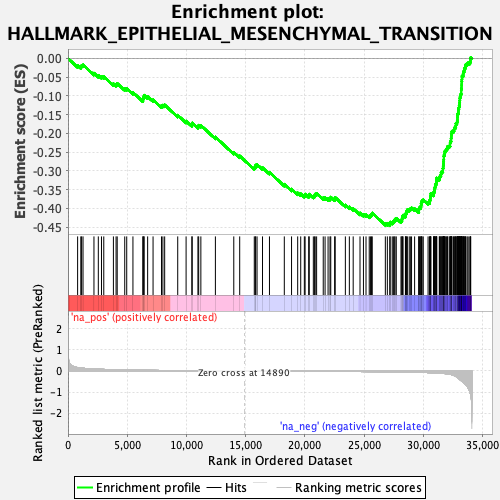 Enrichment plot:
HALLMARK_EPITHELIAL_MESENCHYMAL_TRANSITION
Enrichment score (ES)
0.00
-0.05
-0.10
-0.15
-0.20
-0.25
-0.30
-0.35
-0.40
-0.45
'na_pos' (positively correlated)
Ranked list metric (PreRanked)
2
1
0
-1
-2
Zero cross at 14890
'na_neg' (negatively correlated)
0
5,000
10,000
15,000
20,000
25,000
30,000
35,000
Rank in Ordered Dataset
Enrichment profile
Hits
Ranking metric scores